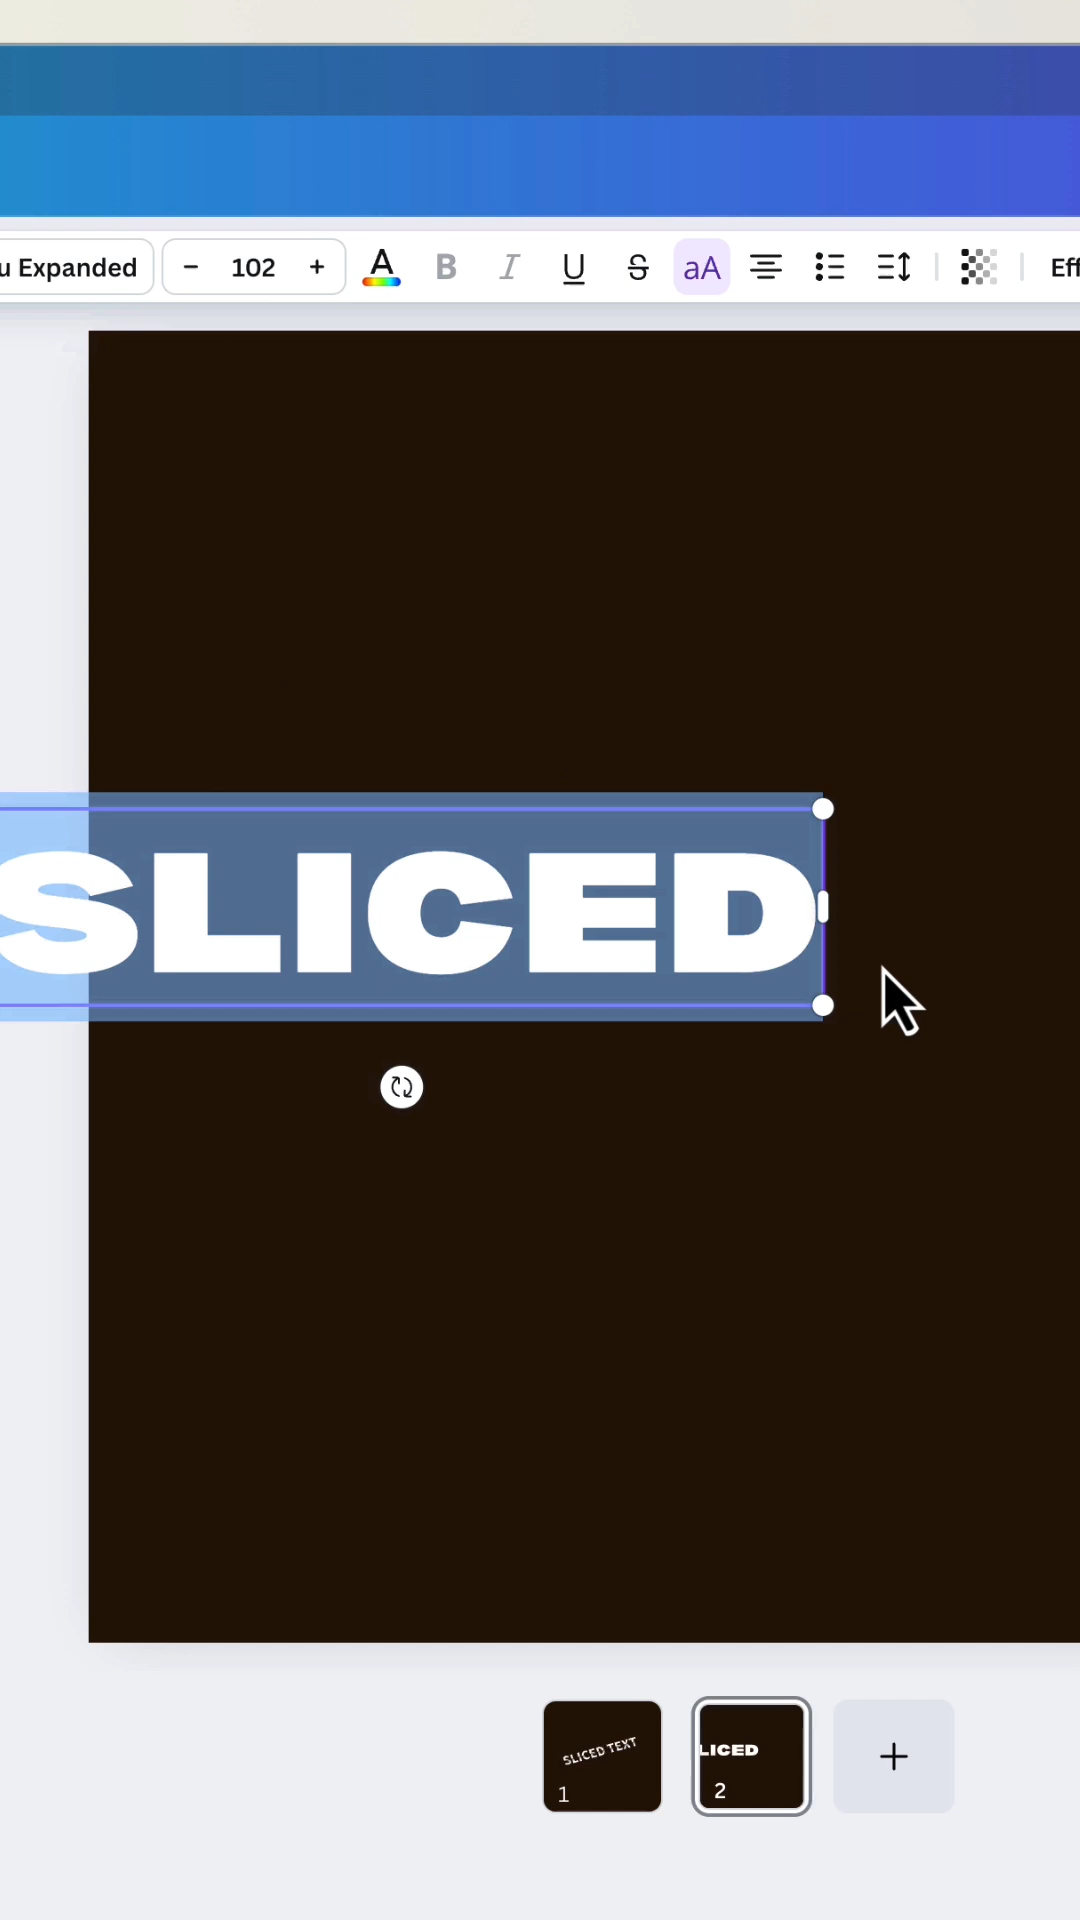 u Expanded - 102 + A B I U S aA Eff
SLICED
SLICED TEXT
1
LICED
2
+